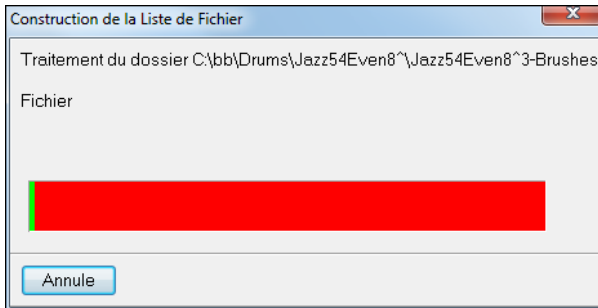 Construction de la Liste de Fichier
Traitement du dossier C:\bb\Drums\Jazz54Even8^\Jazz54Even8^3-Brushes
Fichier
Annule